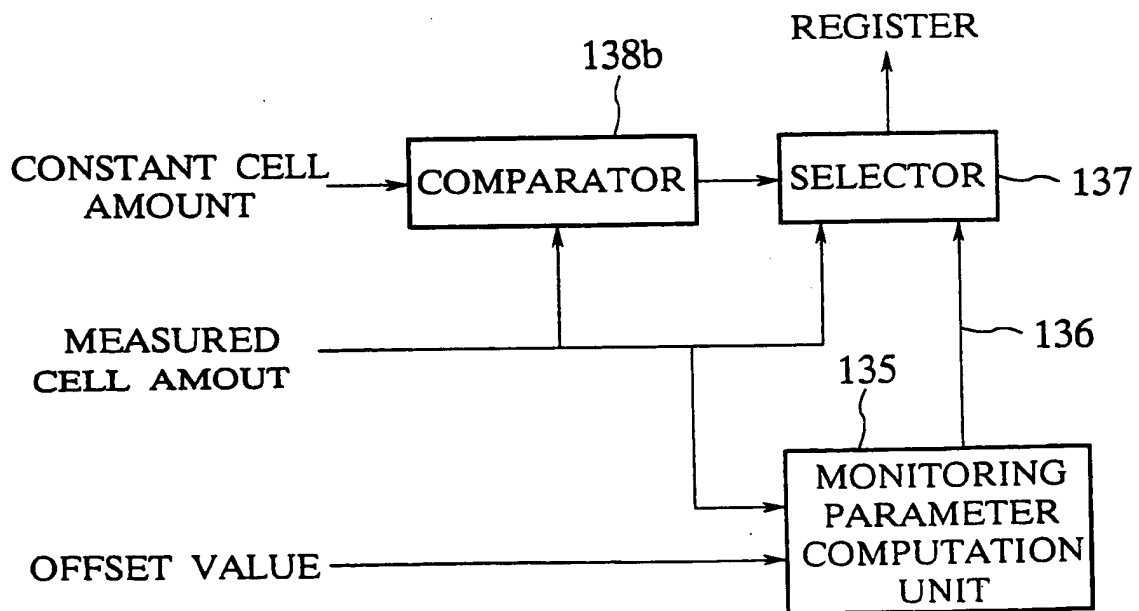 REGISTER
138b
CONSTANT CELL
AMOUNT
COMPARATOR
SELECTOR
137
MEASURED
CELL AMOUT
136
135
MONITORING
PARAMETER
COMPUTATION
UNIT
OFFSET VALUE